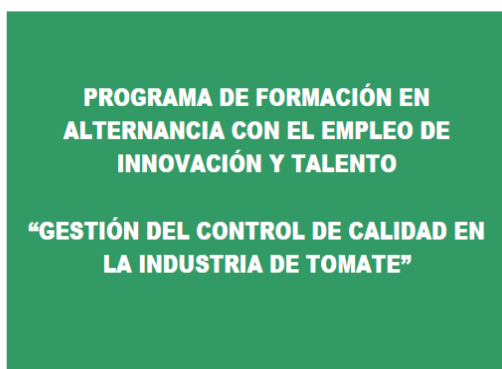 PROGRAMA DE FORMACIÓN EN
ALTERNANCIA CON EL EMPLEO DE
INNOVACIÓN Y TALENTO
“GESTIÓN DEL CONTROL DE CALIDAD EN
LA INDUSTRIA DE TOMATE”